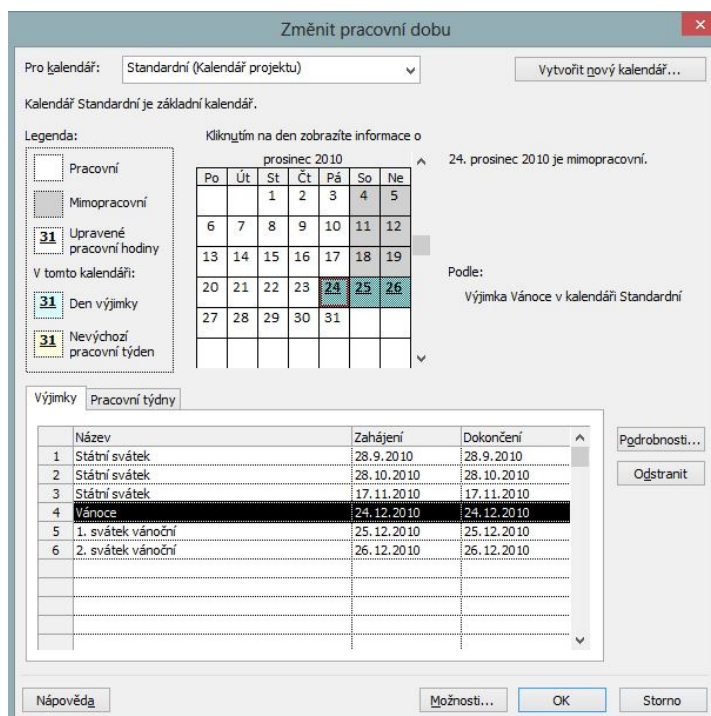 Změnit pracovní dobu
Pro kalendář: Standardní (Kalendář projektu)
Vytvořit nový kalendář...
Kalendář Standardní je základní kalendář.
Legenda:
Pracovní
Mimopracovní
31 Upravené
pracovní hodiny
V tomto kalendáři:
31 Den výjimky
31 Nevýchozí
pracovní týden
Kliknutím na den zobrazíte informace o
prosinec 2010
Po Út St Čt Pá So Ne
1 2 3 4 5
6 7 8 9 10 11 12
13 14 15 16 17 18 19
20 21 22 23 24 25 26
27 28 29 30 31
24. prosinec 2010 je mimopracovní.
Podle:
Výjimka Vánoce v kalendáři Standardní
Výjimky Pracovní týdny
Název Zahájení Dokončení
1 Státní svátek 28.9.2010 28.9.2010
2 Státní svátek 28.10.2010 28.10.2010
3 Státní svátek 17.11.2010 17.11.2010
4 Vánoce 24.12.2010 24.12.2010
5 1. svátek vánoční 25.12.2010 25.12.2010
6 2. svátek vánoční 26.12.2010 26.12.2010
Podrobnosti...
Odstranit
Nápověda Možnosti... OK Storno